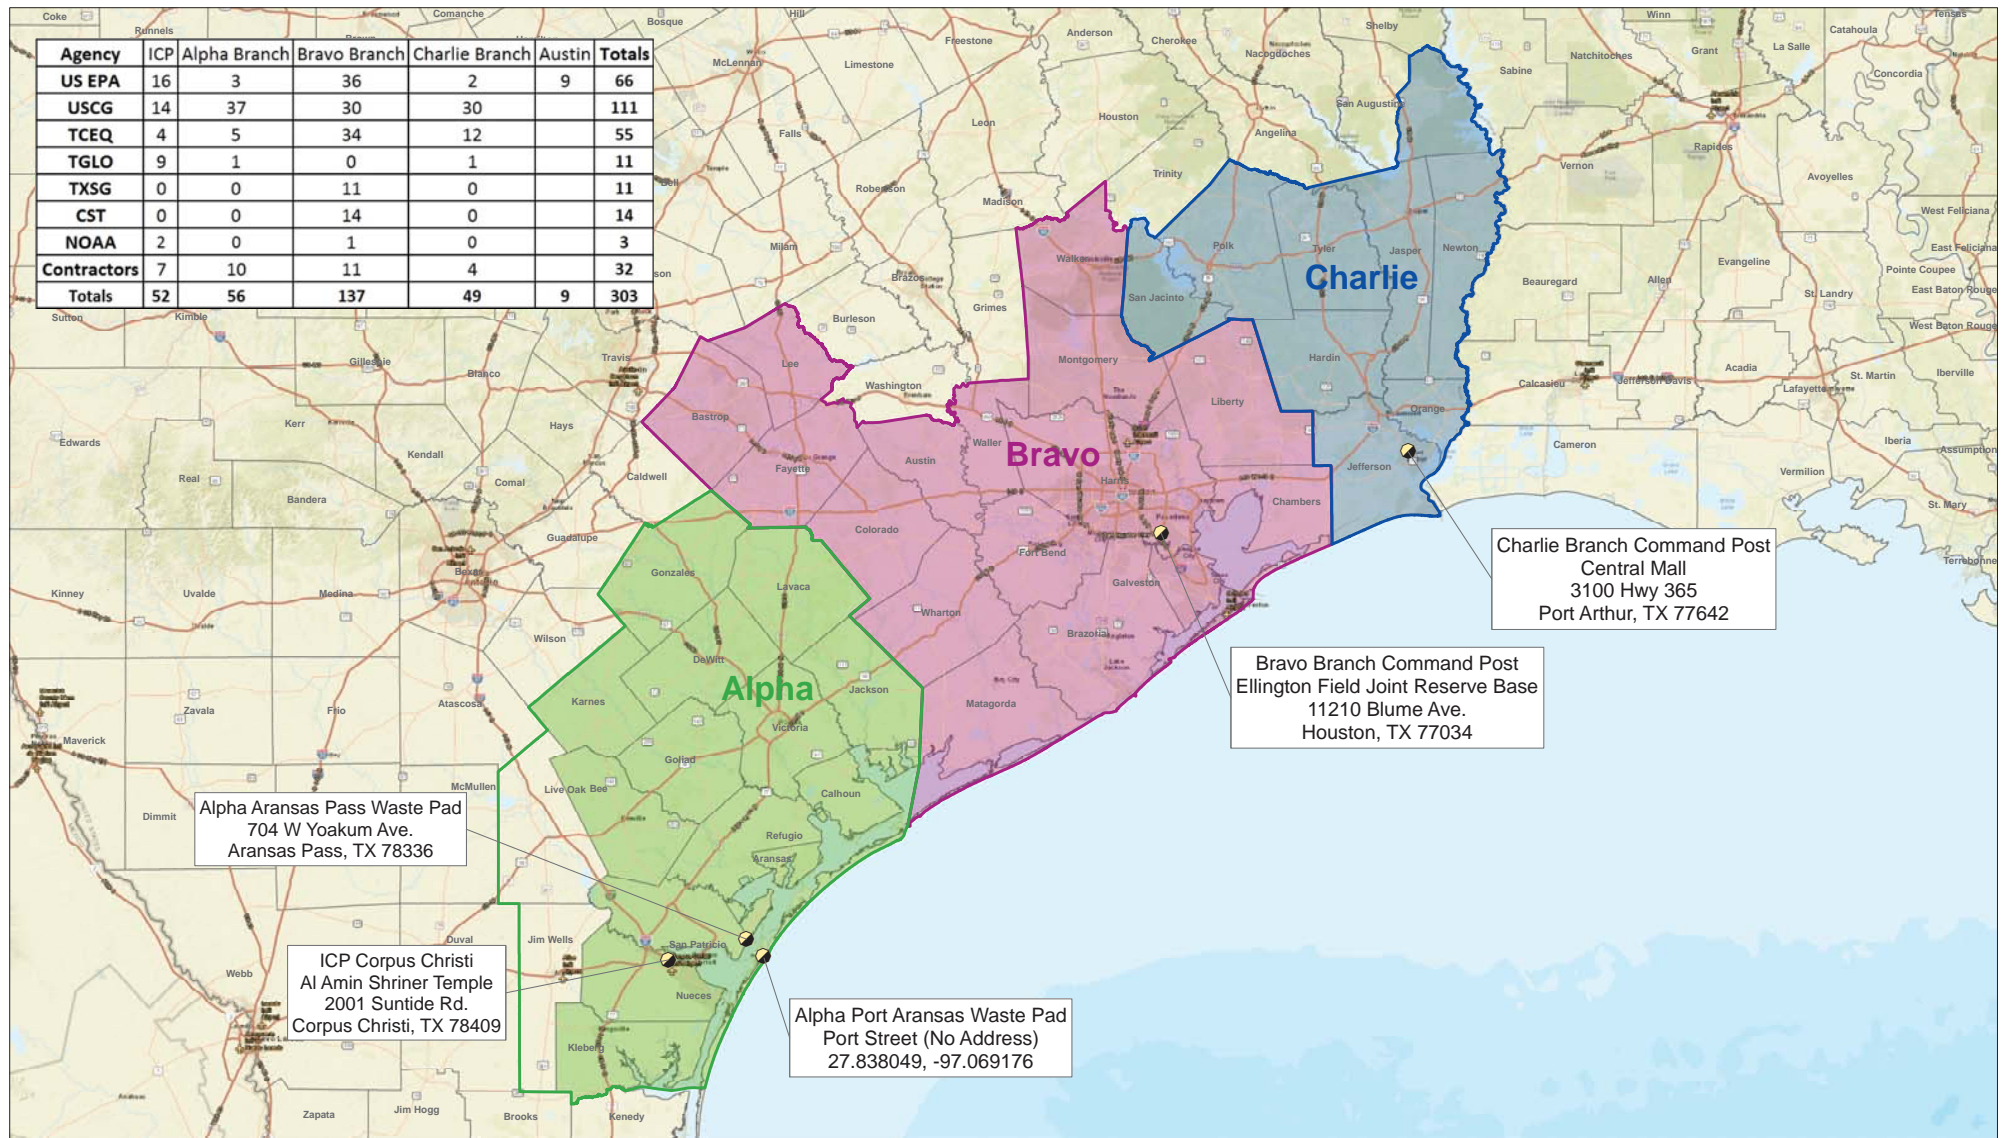 Agency ICP Alpha Branch Bravo Branch Charlie Branch Austin Totals
US EPA 16 3 36 2 9 66
USCG 14 37 30 30 111
TCEQ 4 5 34 12 55
TGLO 9 1 0 1 11
TXSG 0 0 11 0 11
CST 0 0 14 0 14
NOAA 2 0 1 0 3
Contractors 7 10 11 4 32
Totals 52 56 137 49 9 303
Coke
Runnels
Comanche
Bosque
Hill
Freestone
Anderson
Cherokee
Nacogdoches
Shelby
Winn
Tensas
Catahoula
La Salle
Grant
Natchitoches
Sabine
Concordia
McLennan
Limestone
San Augustine
Houston
Angelina
Leon
Falls
Rapides
Vernon
Trinity
Avoyelles
Bell
Robertson
Madison
West Feliciana
East Feliciana
Milam
Walker
Polk
Tyler
Jasper
Newton
Charlie
Evangeline
Pointe Coupee
Beauregard
Allen
St. Landry
East Baton Rouge
West Baton Rouge
San Jacinto
Grimes
Brazos
Burleson
Sutton
Kimble
Gillespie
Blanco
Travis
Lee
Washington
Montgomery
Hardin
Liberty
Orange
Calcasieu
Jefferson Davis
Acadia
Lafayette
St. Martin
Iberville
Kerr
Hays
Bastrop
Edwards
Kendall
Comal
Caldwell
Fayette
Austin
Waller
Bravo
Harris
Jefferson
Chambers
Cameron
Iberia
Assumption
Vermilion
St. Mary
Terrebonne
Real
Bandera
Guadalupe
Colorado
Fort Bend
Pasadena
Galveston
Kinney
Uvalde
Medina
Bexar
Gonzales
Lavaca
Wharton
Brazoria
Wilson
DeWitt
Alpha
Jackson
Matagorda
Karnes
Victoria
Zavala
Frio
Atascosa
Maverick
Goliad
Calhoun
McMullen
Live Oak
Bee
Dimmit
Refugio
Aransas
Duval
Jim Wells
San Patricio
Nueces
Webb
Kleberg
Zapata
Jim Hogg
Brooks
Kenedy
Charlie Branch Command Post
Central Mall
3100 Hwy 365
Port Arthur, TX 77642
Bravo Branch Command Post
Ellington Field Joint Reserve Base
11210 Blume Ave.
Houston, TX 77034
Alpha Aransas Pass Waste Pad
704 W Yoakum Ave.
Aransas Pass, TX 78336
ICP Corpus Christi
Al Amin Shriner Temple
2001 Suntide Rd.
Corpus Christi, TX 78409
Alpha Port Aransas Waste Pad
Port Street (No Address)
27.838049, -97.069176